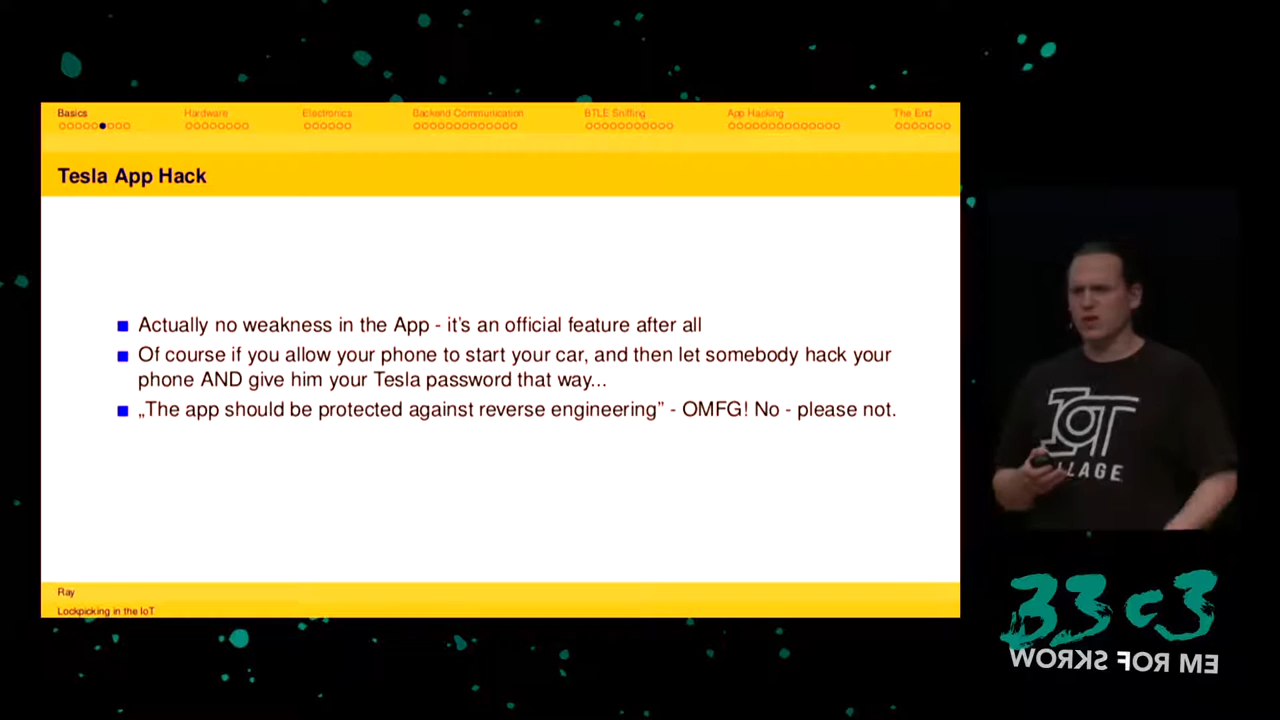 Basics Hardware Electronics Backend Communication BTLE Sniffing App Hacking The End
Tesla App Hack
Actually no weakness in the App - it's an official feature after all
Of course if you allow your phone to start your car, and then let somebody hack your
phone AND give him your Tesla password that way...
„The app should be protected against reverse engineering” - OMFG! No - please not.
Ray
Lockpicking in the IoT
IoT
LLAGE
33c3
WORKS FOR ME